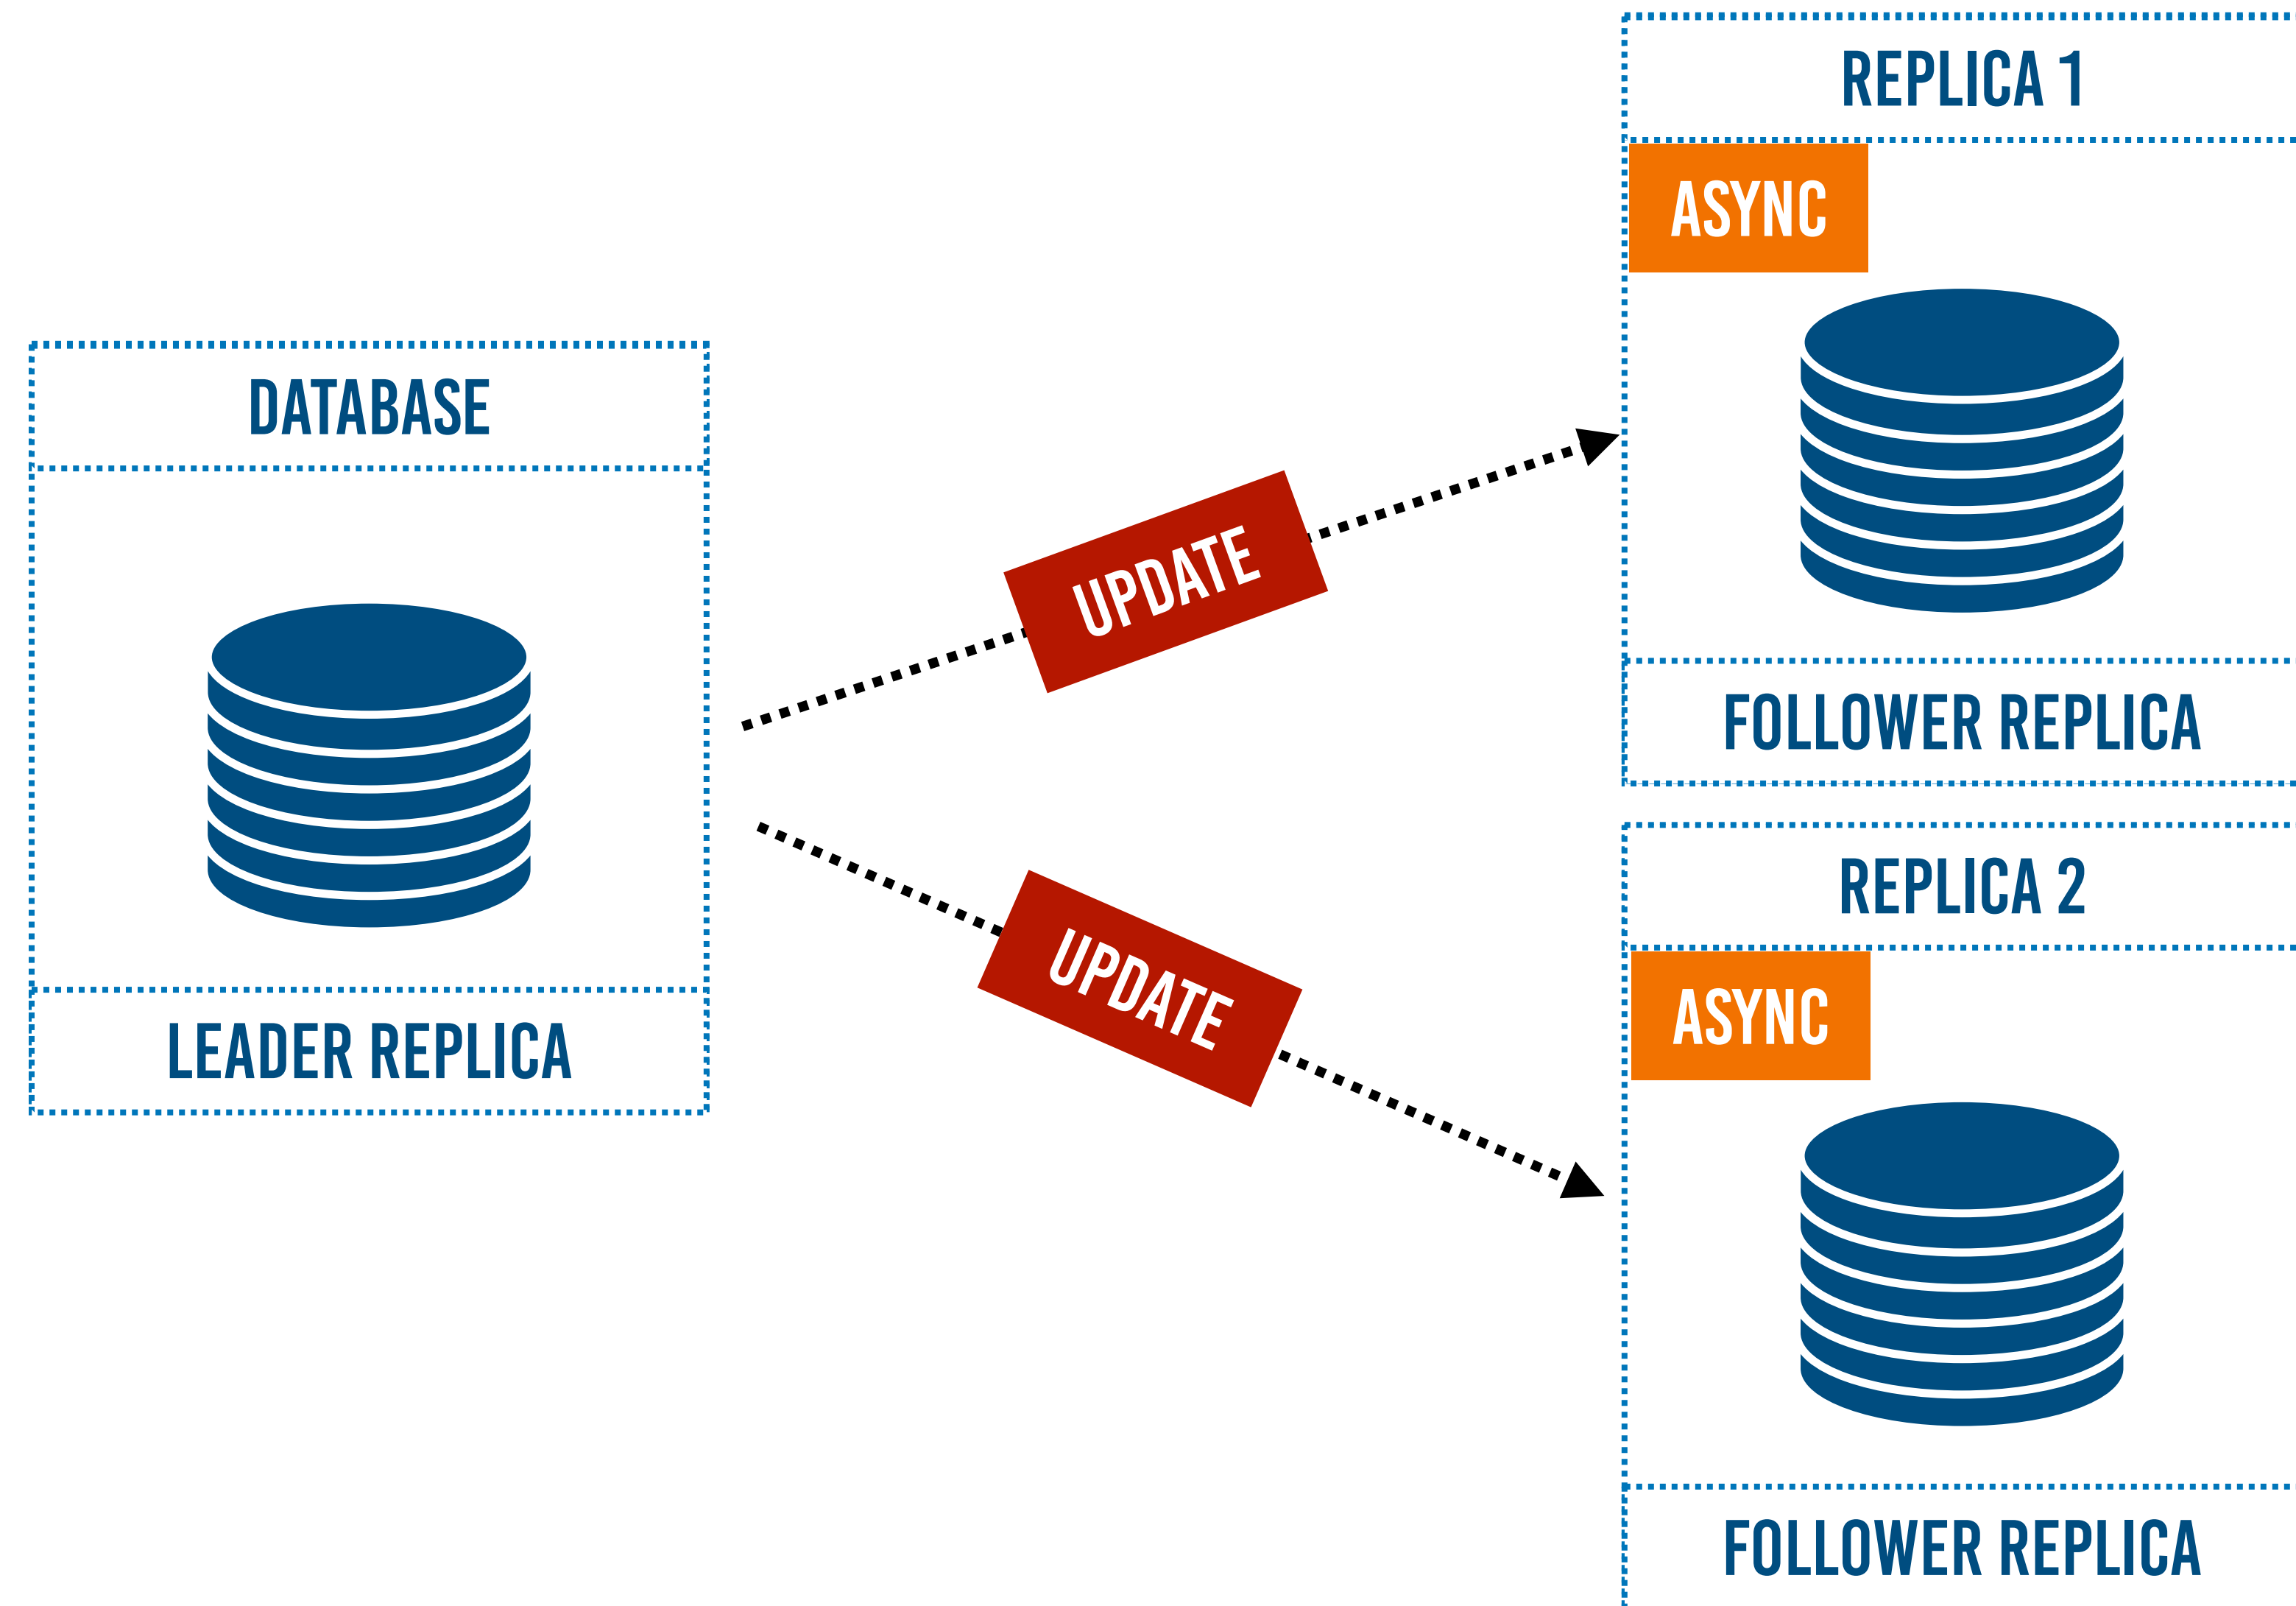 DATABASE
LEADER REPLICA
UPDATE
UPDATE
REPLICA 1
ASYNC
FOLLOWER REPLICA
REPLICA 2
ASYNC
FOLLOWER REPLICA